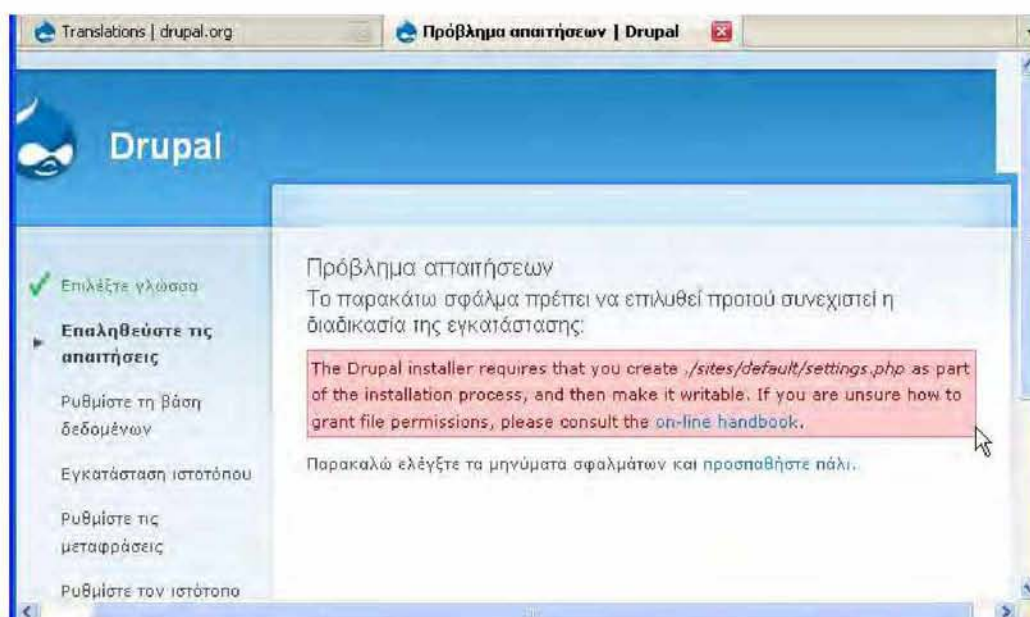 Translations | drupal.org
Πρόβλημα απαιτήσεων | Drupal
Drupal
Επιλέξτε γλώσσα
Επαληθεύστε τις
απαιτήσεις
Ρυθμίστε τη βάση
δεδομένων
Εγκατάσταση ιστοτόπου
Ρυθμίστε τις
μεταφράσεις
Ρυθμίστε τον ιστότοπο
Πρόβλημα απαιτήσεων
Το παρακάτω σφάλμα πρέπει να επιλυθεί προτού συνεχιστεί η
διαδικασία της εγκατάστασης:
The Drupal installer requires that you create ./sites/default/settings.php as part
of the installation process, and then make it writable. If you are unsure how to
grant file permissions, please consult the on-line handbook.
Παρακαλώ ελέγξτε τα μηνύματα σφαλμάτων και προσπαθήστε πάλι.